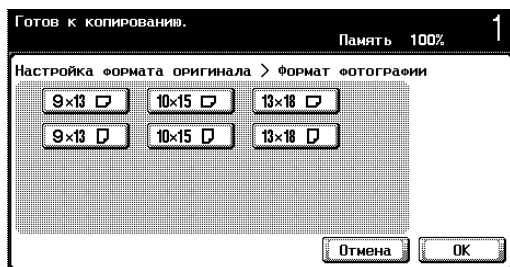 Готов к копированию.
Память 100% 1
Настройка формата оригинала > Формат фотографии
9×13 10×15 13×18
9×13 10×15 13×18
Отмена OK